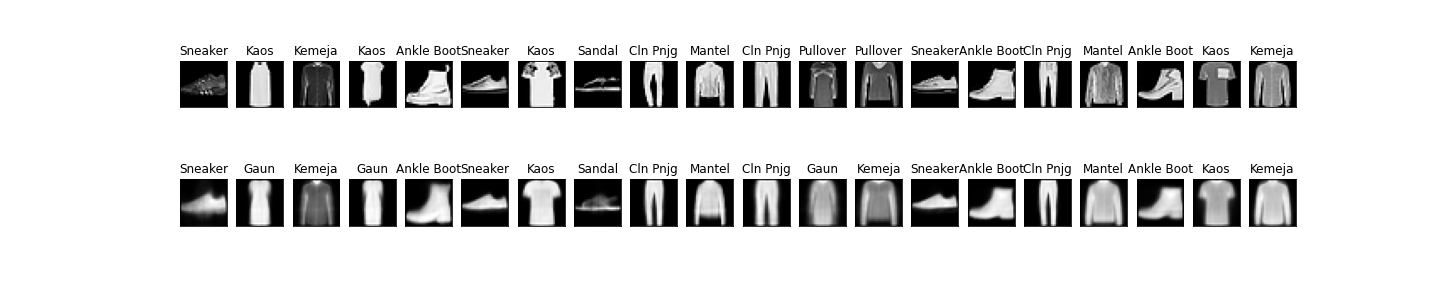 Sneaker Kaos Kemeja Kaos Ankle Boot Sneaker Kaos Sandal Cln Pnjg Mantel Cln Pnjg Pullover Pullover Sneaker Ankle Boot Cln Pnjg Mantel Ankle Boot Kaos Kemeja
Sneaker Gaun Kemeja Gaun Ankle Boot Sneaker Kaos Sandal Cln Pnjg Mantel Cln Pnjg Gaun Kemeja Sneaker Ankle Boot Cln Pnjg Mantel Ankle Boot Kaos Kemeja